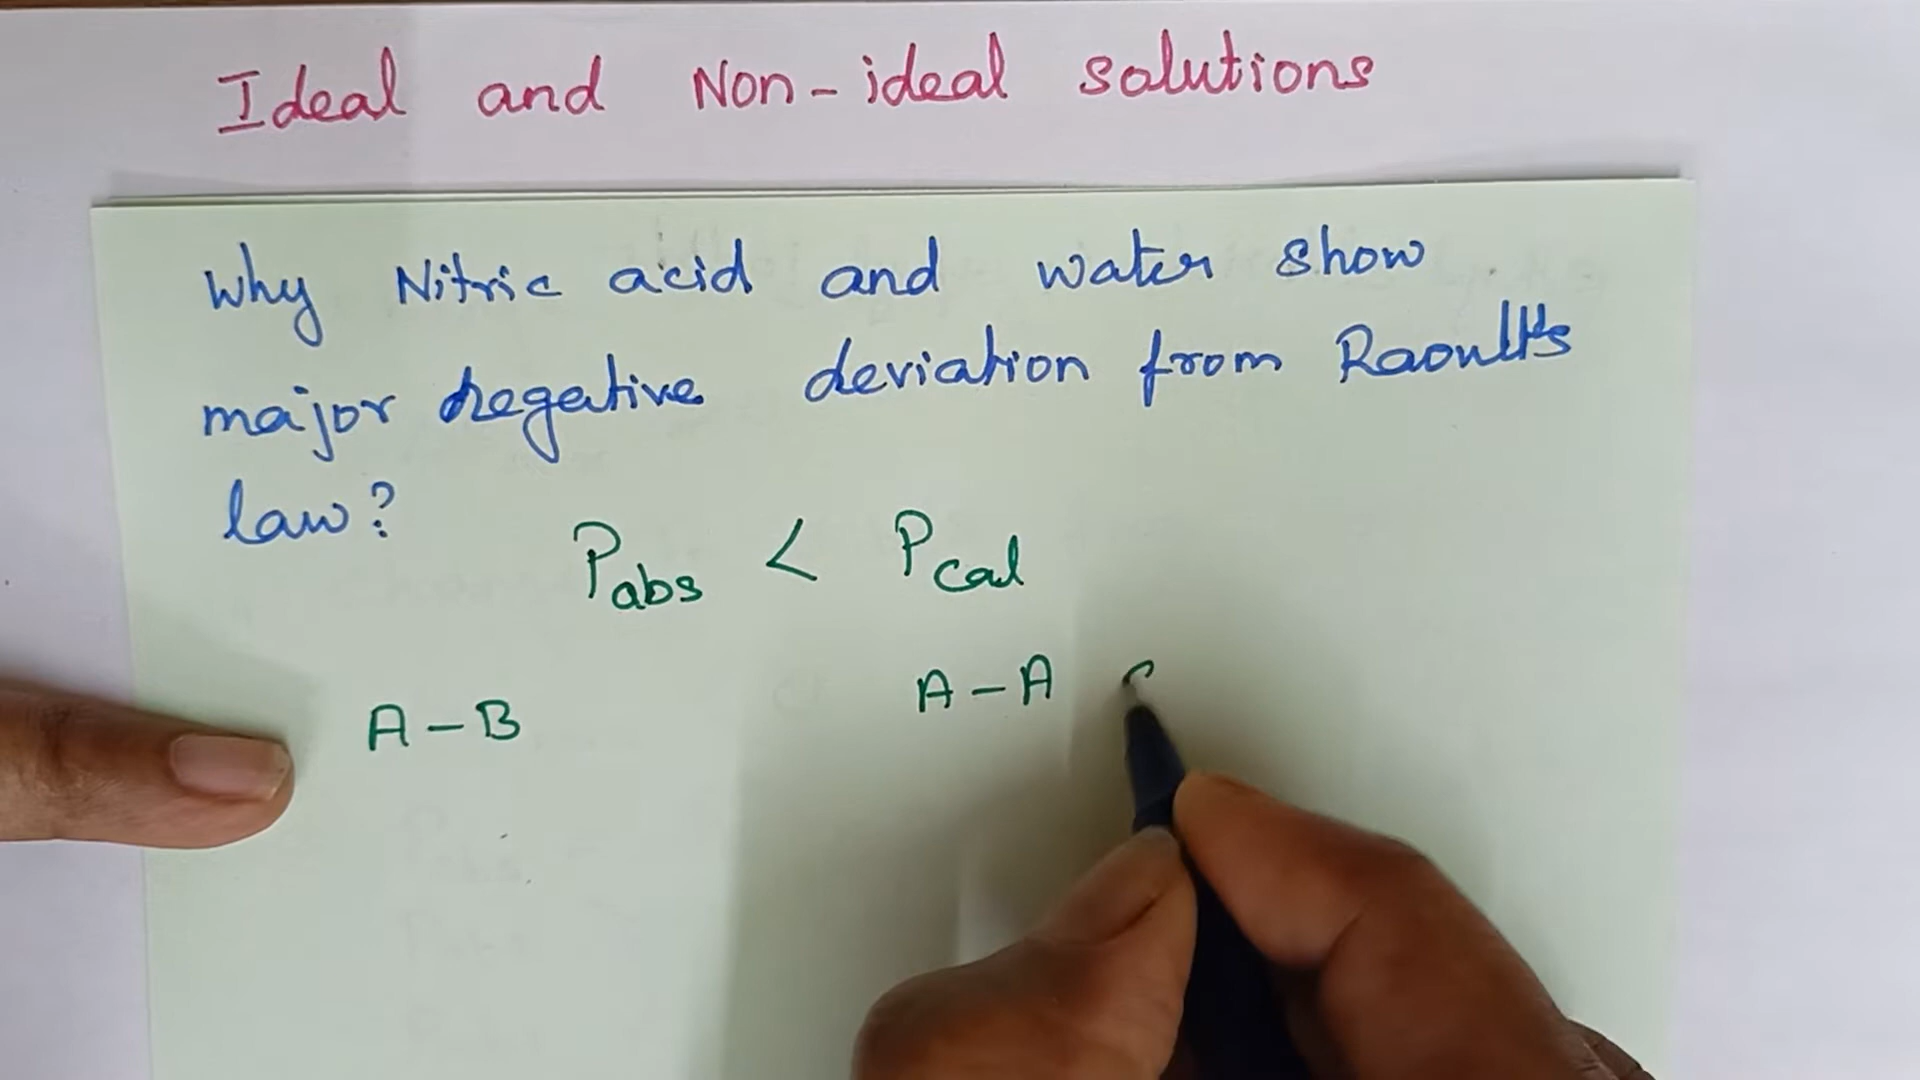 Ideal and Non-ideal solutions
Why Nitric acid and water show
major negative deviation from Raoult's
law?
Pabs < Pcal
A-B A-A